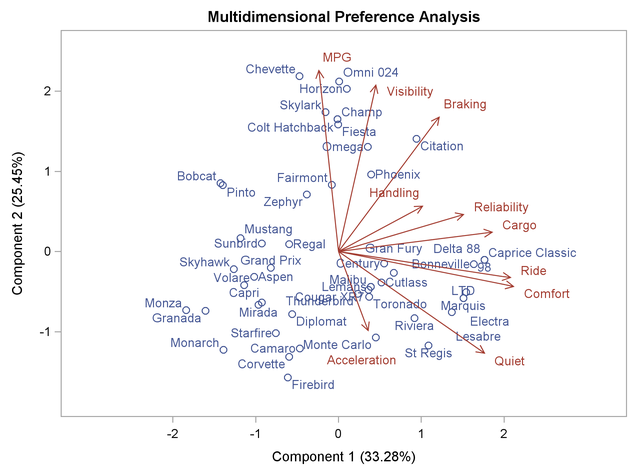 Multidimensional Preference Analysis
MPG
Chevette
Omni 024
Horizon
Visibility
Skylark
Champ
Braking
Colt Hatchback
Fiesta
Omega
Citation
Bobcat
Pinto
Fairmont
Phoenix
Zephyr
Handling
Reliability
Cargo
Mustang
Sunbird
Regal
Gran Fury
Delta 88
Caprice Classic
Skyhawk
Grand Prix
Century
Bonneville
98
Ride
Volare
Aspen
Malibu
Cutlass
Comfort
Capri
Lemans
LTD
Monza
Mirada
Thunderbird
Cougar XR7
Toronado
Marquis
Granada
Diplomat
Riviera
Electra
Starfire
Lesabre
Monarch
Camaro
Monte Carlo
St Regis
Quiet
Corvette
Acceleration
Firebird
Component 2 (25.45%)
2
1
0
-1
-2
-1
0
1
2
Component 1 (33.28%)